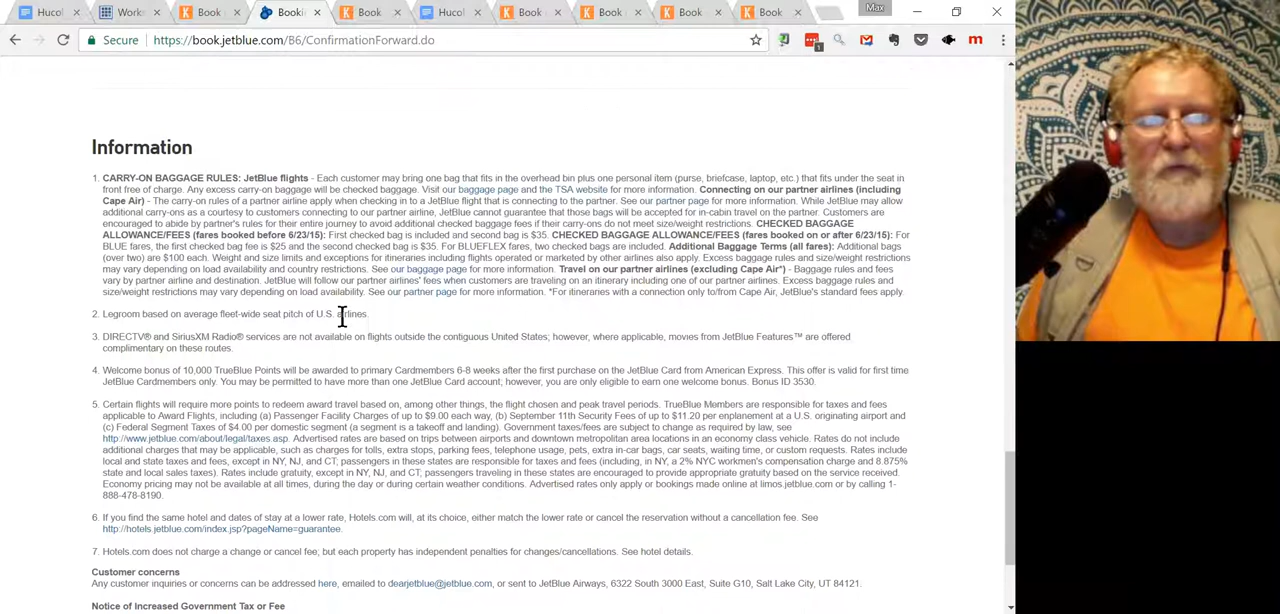 Hucol
Works
Book
Bookin
Book
Hucol
Book
Book
Book
Book
Max
Secure
https://book.jetblue.com/B6/ConfirmationForward.do
1
m
Information
1. CARRY-ON BAGGAGE RULES: JetBlue flights - Each customer may bring one bag that fits in the overhead bin plus one personal item (purse, briefcase, laptop, etc.) that fits under the seat in
front free of charge. Any excess carry-on baggage will be checked baggage. Visit our baggage page and the TSA website for more information. Connecting on our partner airlines (including
Cape Air) - The carry-on rules of a partner airline apply when checking in to a JetBlue flight that is connecting to the partner. See our partner page for more information. While JetBlue may allow
additional carry-ons as a courtesy to customers connecting to our partner airline, JetBlue cannot guarantee that those bags will be accepted for in-cabin travel on the partner. Customers are
encouraged to abide by partner's rules for their entire journey to avoid additional checked baggage fees if their carry-ons do not meet size/weight restrictions. CHECKED BAGGAGE
ALLOWANCE/FEES (fares booked before 6/23/15): First checked bag is included and second bag is $35. CHECKED BAGGAGE ALLOWANCE/FEES (fares booked on or after 6/23/15): For
BLUE fares, the first checked bag fee is $25 and the second checked bag is $35. For BLUEFLEX fares, two checked bags are included. Additional Baggage Terms (all fares): Additional bags
(over two) are $100 each. Weight and size limits and exceptions for itineraries including flights operated or marketed by other airlines also apply. Excess baggage and size/weight restrictions
may vary depending on load availability and country restrictions. See our baggage page for more information. Travel on our partner airlines (excluding Cape Air*) - Baggage rules and fees
vary by partner airline and destination. JetBlue will follow our partner airlines' fees when customers are traveling on an itinerary including one of our partner airlines. Excess baggage and
size/weight restrictions may vary depending on load availability. See our partner page for more information. *For itineraries with a connection only to/from Cape Air, JetBlue's standard fees apply.
2. Legroom based on average fleet-wide seat pitch of U.S. airlines.
3. DIRECTV® and SiriusXM Radio® services are not available on flights outside the contiguous United States; however, where applicable, movies from JetBlue Features™ are offered
complimentary on these routes.
4. Welcome bonus of 10,000 TrueBlue Points will be awarded to primary Cardmembers 6-8 weeks after the first purchase on the JetBlue Card from American Express. This offer is valid for first time
JetBlue Cardmembers only. You may be permitted to have more than one JetBlue Card account; however, you are only eligible to earn one welcome bonus. Bonus ID 3530.
5. Certain flights will require more points to redeem award travel based on, among other things, the flight chosen and peak travel periods. TrueBlue Members are responsible for taxes and fees
applicable to Award Flights, including (a) Passenger Facility Charges of up to $9.00 each way, (b) September 11th Security Fees of up to $11.20 per enplanement at a U.S. originating airport and
(c) Federal Segment Taxes of $4.00 per domestic segment (a segment is a takeoff and landing). Government taxes/fees are subject to change as required by law, see
http://www.jetblue.com/about/legal/taxes.asp. Advertised rates are based on trips between airports and downtown metropolitan area locations in an economy class vehicle. Rates do not include
additional charges that may be applicable, such as charges for tolls, extra stops, parking fees, telephone usage, pets, extra in-car bags, car seats, waiting time, or custom requests. Rates include
local and state taxes and fees, except in NY, NJ, and CT; passengers in these states are responsible for taxes and fees (including, in NY, a 2% NYC workmen's compensation charge and 8.875%
state and local sales taxes). Rates include gratuity, except in NY, NJ, and CT; passengers traveling in these states are encouraged to provide appropriate gratuity based on the service received.
Economy pricing may not be available at all times, during the day or during certain weather conditions. Advertised rates only apply or bookings made online at limos.jetblue.com or by calling 1-
888-478-8190.
6. If you find the same hotel and dates of stay at a lower rate, Hotels.com will, at its choice, either match the lower rate or cancel the reservation without a cancellation fee. See
http://hotels.jetblue.com/index.jsp?pageName=guarantee.
7. Hotels.com does not charge a change or cancel fee; but each property has independent penalties for changes/cancellations. See hotel details.
Customer concerns
Any customer inquiries or concerns can be addressed here, emailed to dearjetblue@jetblue.com, or sent to JetBlue Airways, 6322 South 3000 East, Suite G10, Salt Lake City, UT 84121.
Notice of Increased Government Tax or Fee